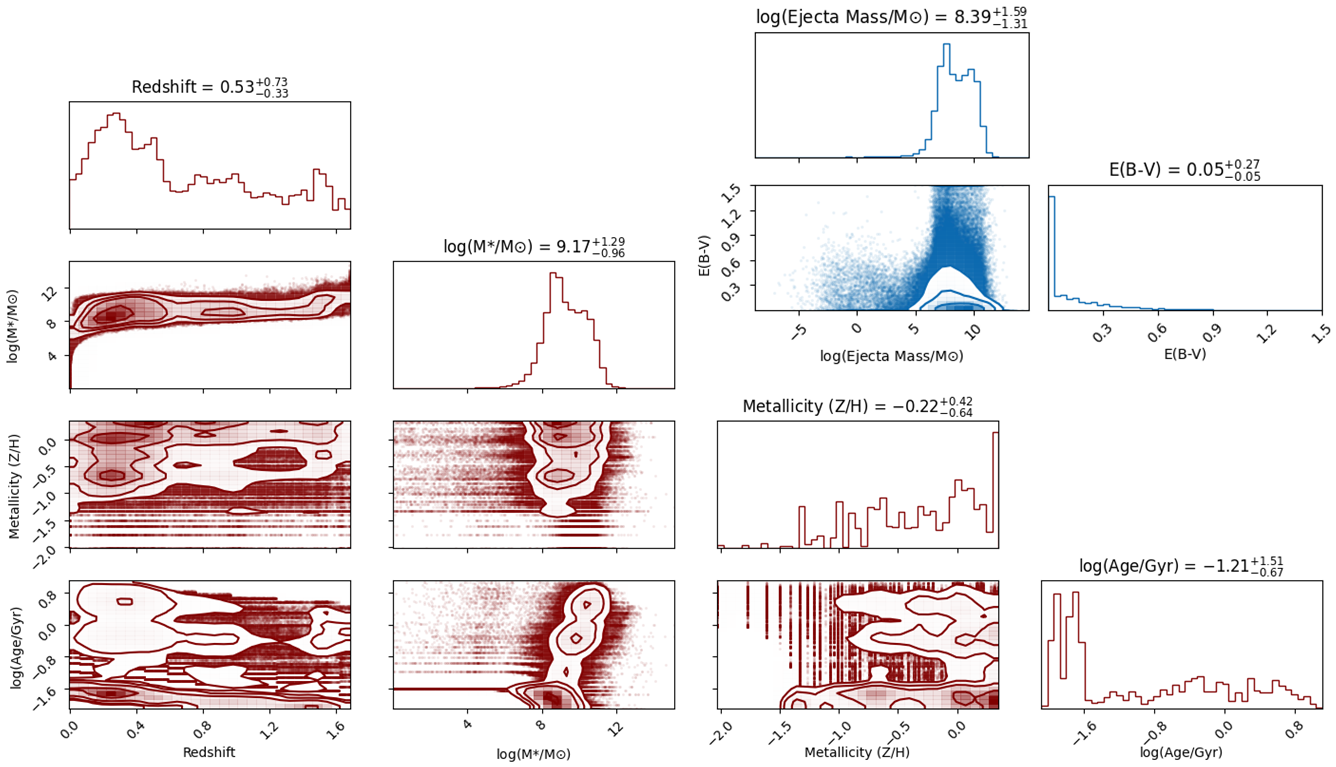 log(Ejecta Mass/M⊙) = 8.39 +1.59 −1.31
Redshift = 0.53 +0.73 −0.33
E(B-V) = 0.05 +0.27 −0.05
1.5
1.2
0.9
0.6
0.3
E(B-V)
−5 0 5 10
log(Ejecta Mass/M⊙)
0.3 0.6 0.9 1.2 1.5
E(B-V)
log(M*/M⊙) = 9.17 +1.29 −0.96
12
8
4
log(M*/M⊙)
Metallicity (Z/H) = −0.22 +0.42 −0.64
0.0
−0.5
−1.0
−1.5
−2.0
Metallicity (Z/H)
log(Age/Gyr) = −1.21 +1.51 −0.67
0.8
0.0
−0.8
−1.6
log(Age/Gyr)
0.0 0.4 0.8 1.2 1.6
Redshift
4 8 12
log(M*/M⊙)
−2.0 −1.5 −1.0 −0.5 0.0
Metallicity (Z/H)
−1.6 −0.8 0.0 0.8
log(Age/Gyr)